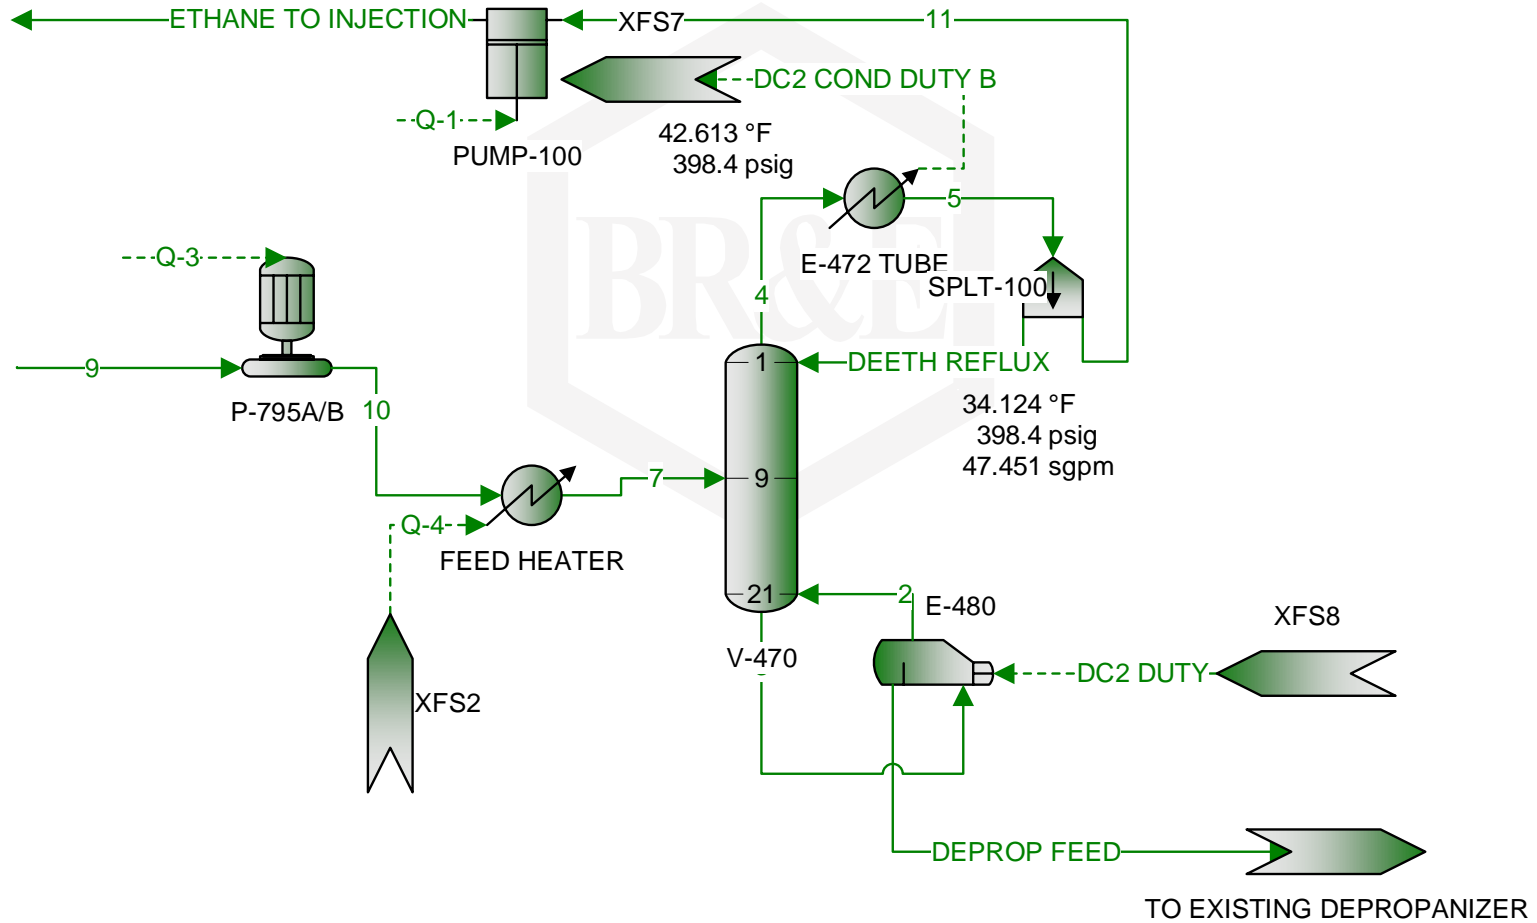 ETHANE TO INJECTION
XFS7
11
DC2 COND DUTY B
Q-1
PUMP-100
42.613 °F
398.4 psig
5
E-472 TUBE
Q-3
SPLT-100
4
BR&E
9
1
DEETH REFLUX
P-795A/B
10
34.124 °F
398.4 psig
47.451 sgpm
7
9
Q-4
FEED HEATER
21
2
E-480
XFS8
V-470
DC2 DUTY
XFS2
DEPROP FEED
TO EXISTING DEPROPANIZER